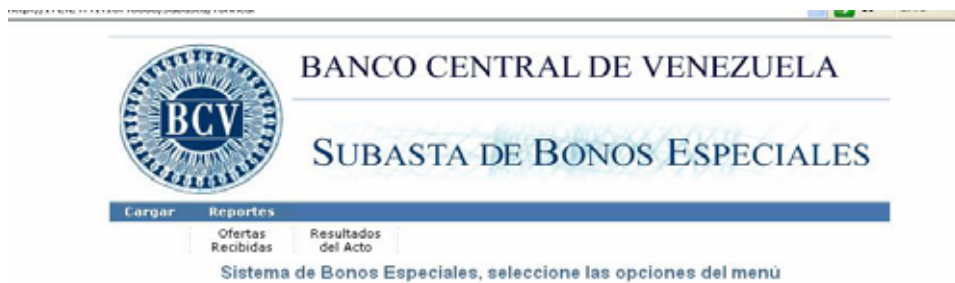 BANCO CENTRAL DE VENEZUELA
BCV
SUBASTA DE BONOS ESPECIALES
Cargar Reportes
Ofertas Recibidas
Resultados del Acto
Sistema de Bonos Especiales, seleccione las opciones del menú